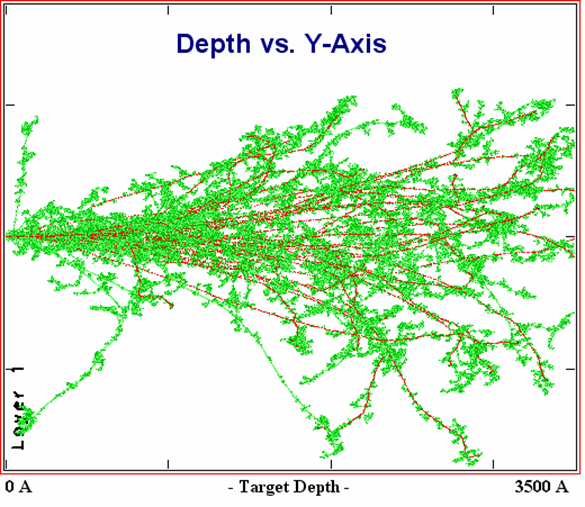 Depth vs. Y-Axis
Layer 1
0 A
- Target Depth -
3500 A